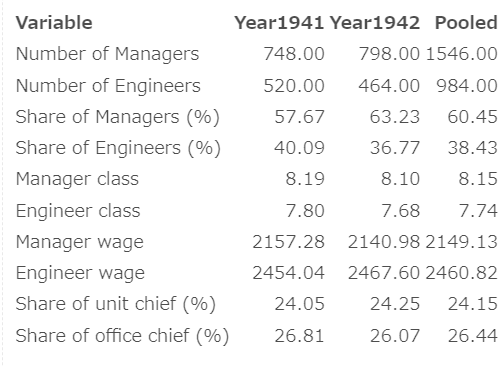 Variable Year1941 Year1942 Pooled
Number of Managers 748.00 798.00 1546.00
Number of Engineers 520.00 464.00 984.00
Share of Managers (%) 57.67 63.23 60.45
Share of Engineers (%) 40.09 36.77 38.43
Manager class 8.19 8.10 8.15
Engineer class 7.80 7.68 7.74
Manager wage 2157.28 2140.98 2149.13
Engineer wage 2454.04 2467.60 2460.82
Share of unit chief (%) 24.05 24.25 24.15
Share of office chief (%) 26.81 26.07 26.44